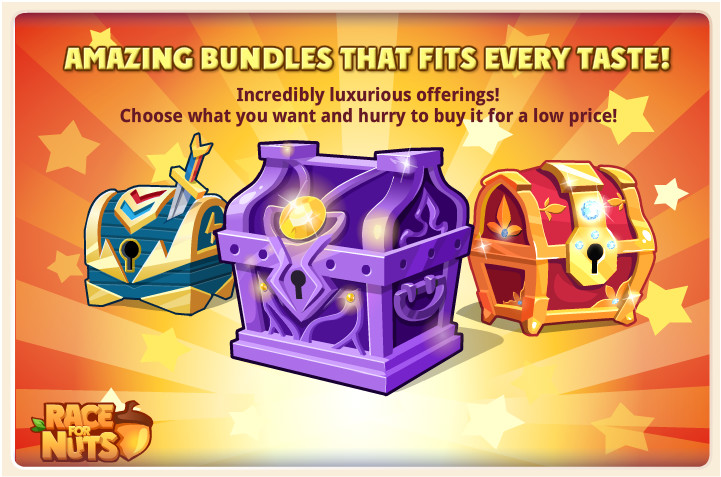 AMAZING BUNDLES THAT FITS EVERY TASTE!
Incredibly luxurious offerings!
Choose what you want and hurry to buy it for a low price!
RACE
FOR
NUTS